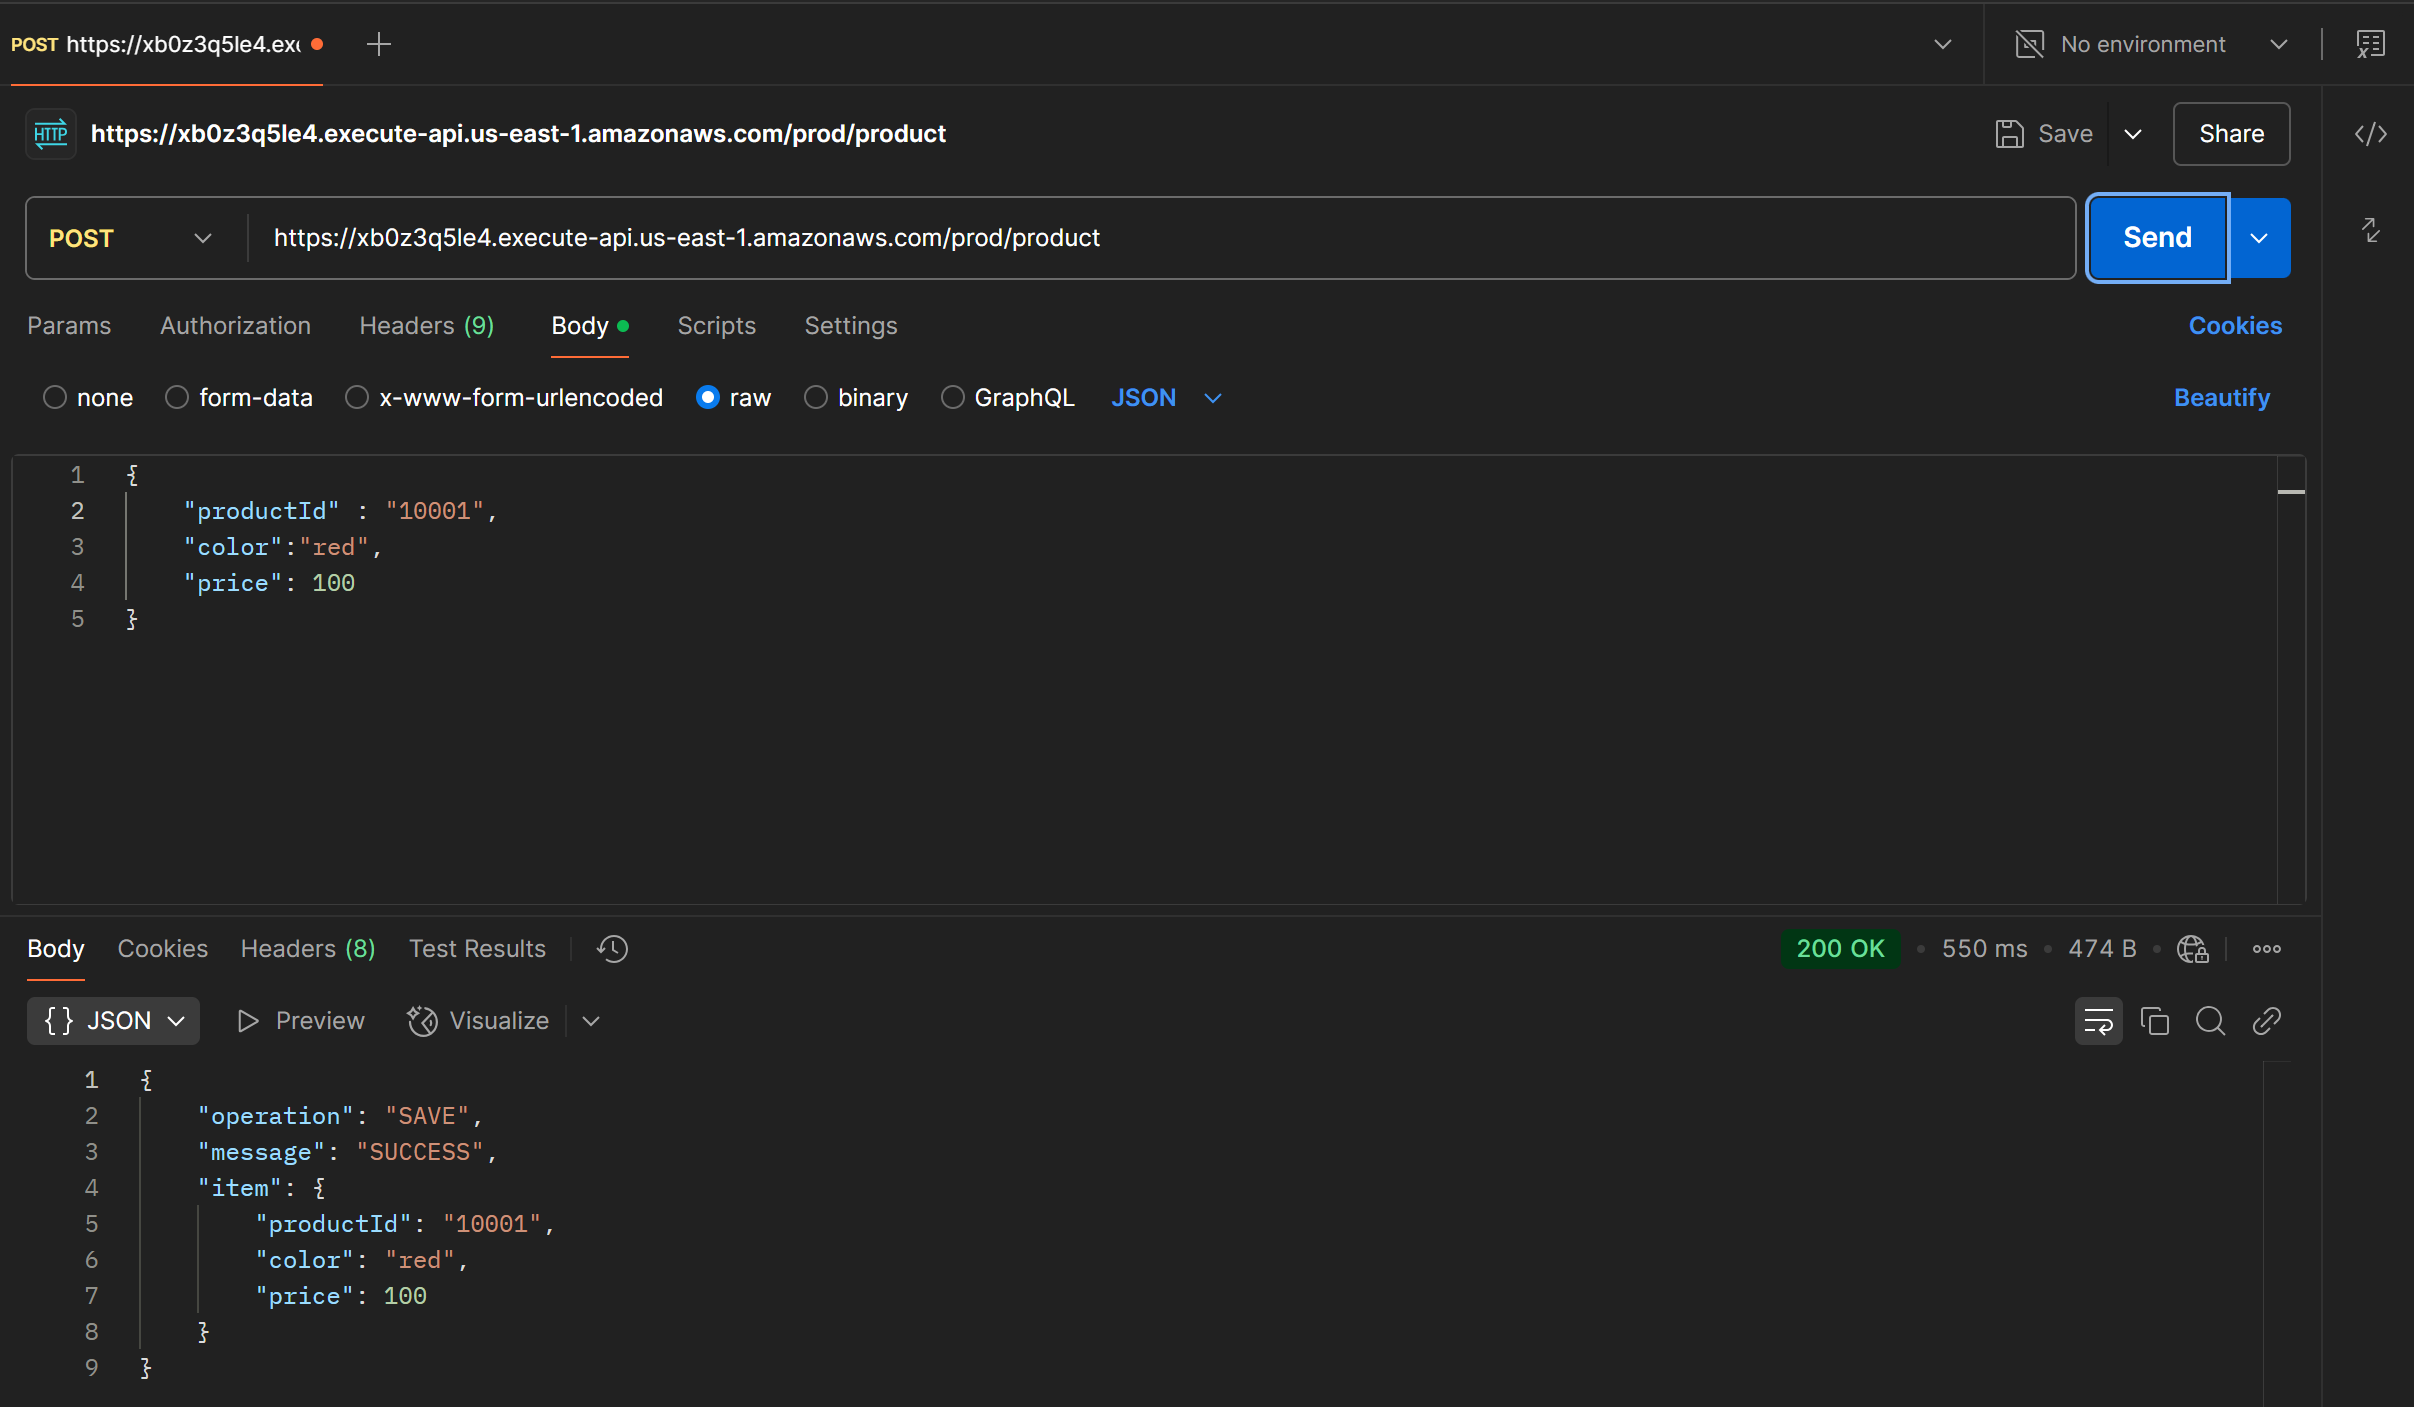 POST https://xb0z3q5le4.exe
No environment
HTTP https://xb0z3q5le4.execute-api.us-east-1.amazonaws.com/prod/product
Save
Share
POST https://xb0z3q5le4.execute-api.us-east-1.amazonaws.com/prod/product
Send
Params Authorization Headers (9) Body Scripts Settings Cookies
none form-data x-www-form-urlencoded raw binary GraphQL JSON Beautify
1 {
2 "productId" : "10001",
3 "color":"red",
4 "price": 100
5 }
Body Cookies Headers (8) Test Results 200 OK • 550 ms • 474 B •
{} JSON Preview Visualize
1 {
2 "operation": "SAVE",
3 "message": "SUCCESS",
4 "item": {
5 "productId": "10001",
6 "color": "red",
7 "price": 100
8 }
9 }